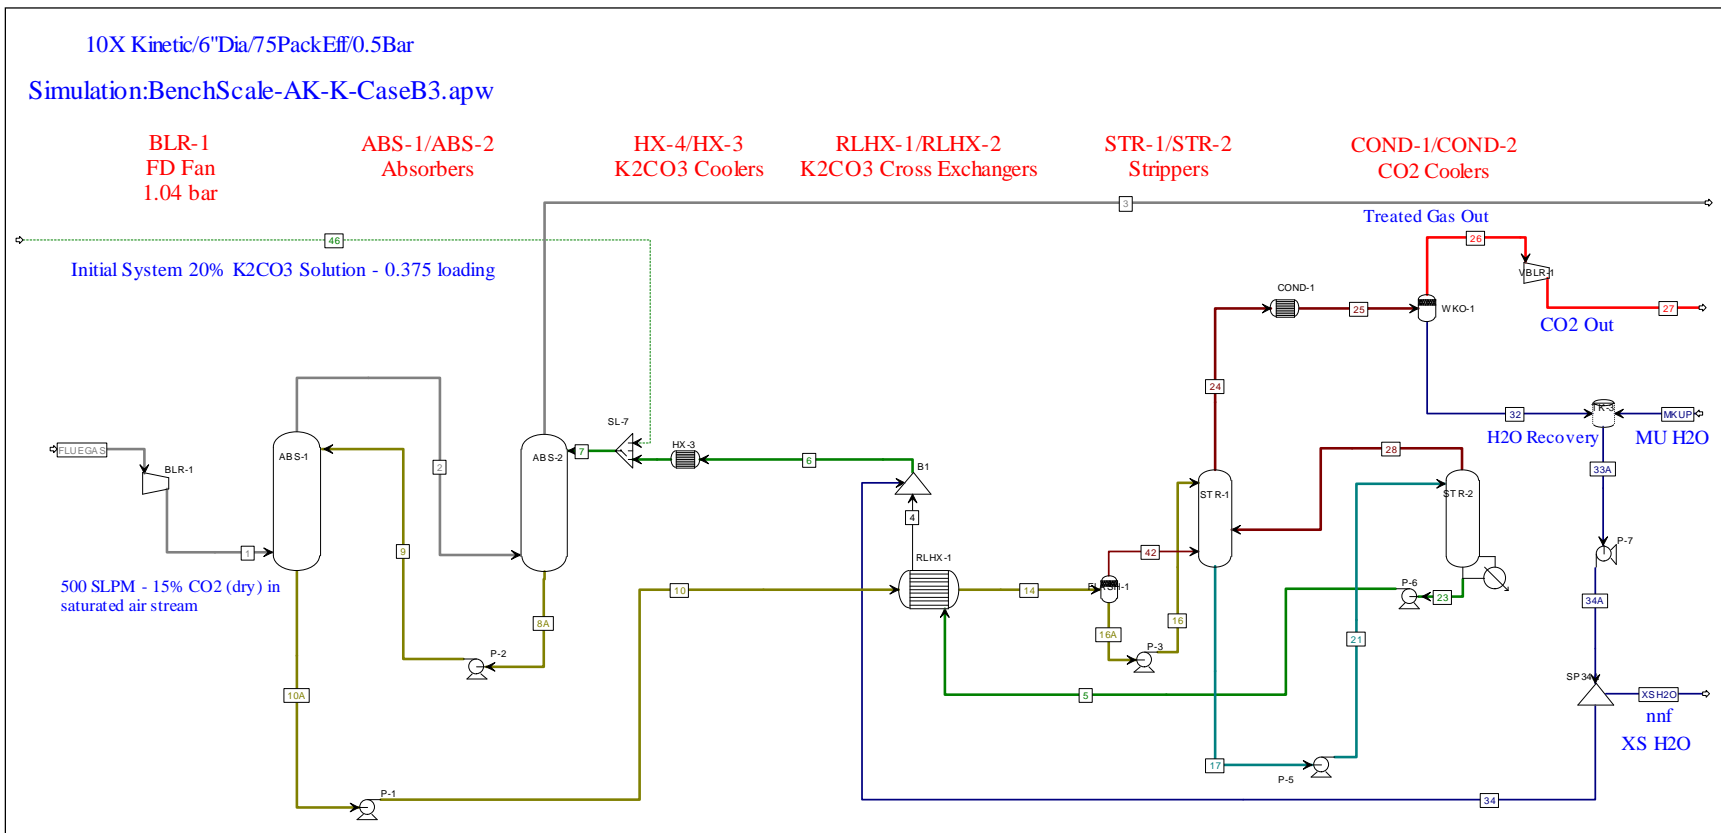 10X Kinetic/6"Dia/75PackEff/0.5Bar
Simulation:BenchScale-AK-K-CaseB3.apw
BLR-1
FD Fan
1.04 bar
ABS-1/ABS-2
Absorbers
HX-4/HX-3
K2CO3 Coolers
RLHX-1/RLHX-2
K2CO3 Cross Exchangers
STR-1/STR-2
Strippers
COND-1/COND-2
CO2 Coolers
3
Treated Gas Out
46
26
Initial System 20% K2CO3 Solution - 0.375 loading
VBLR-1
COND-1
25
WKO-1
27
CO2 Out
24
32
MKUP
H2O Recovery
MU H2O
SL-7
FLUEGAS
BLR-1
ABS-1
2
ABS-2
7
HX-3
6
B1
28
33A
STR-1
STR-2
21
4
1
9
RLHX-1
42
P-7
500 SLPM - 15% CO2 (dry) in
saturated air stream
10
14
P-6
23
34A
8A
16A
16
P-3
P-2
5
SP34
XSH2O
nnf
XS H2O
10A
17
P-5
P-1
34